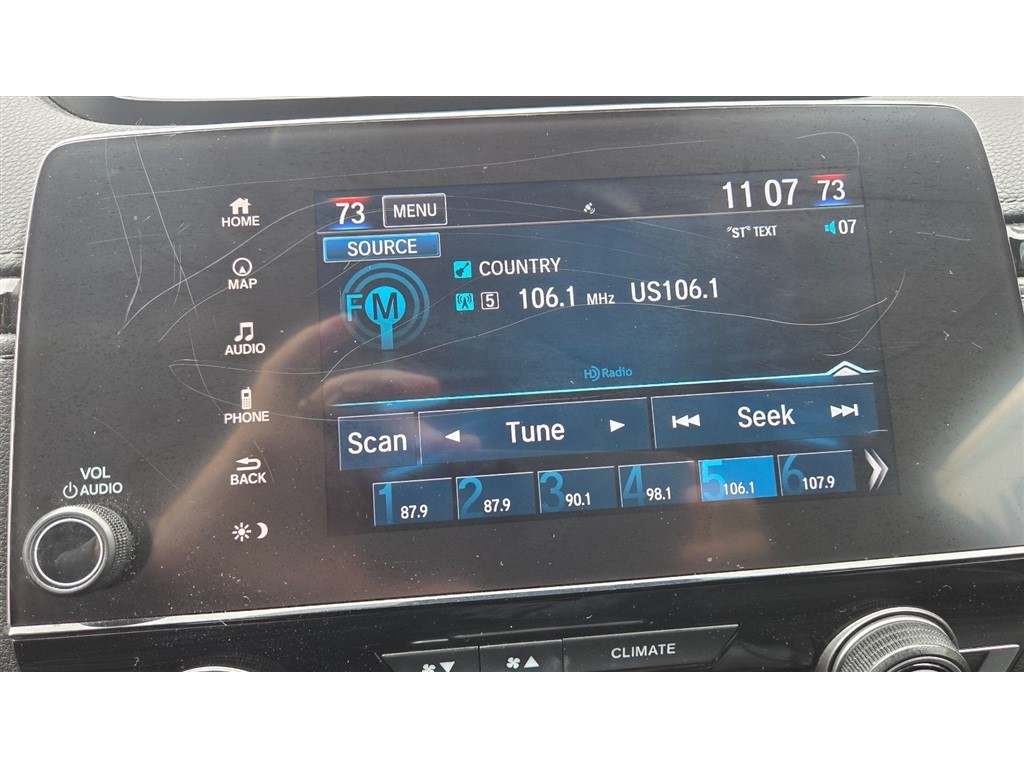 73 MENU 11 07 73
SOURCE "ST" TEXT 07
HOME
COUNTRY
FM
5 106.1 MHz US106.1
MAP
AUDIO
HD Radio
PHONE
Scan Tune Seek
BACK
1 87.9 2 87.9 3 90.1 4 98.1 5 106.1 6 107.9
VOL
AUDIO
CLIMATE